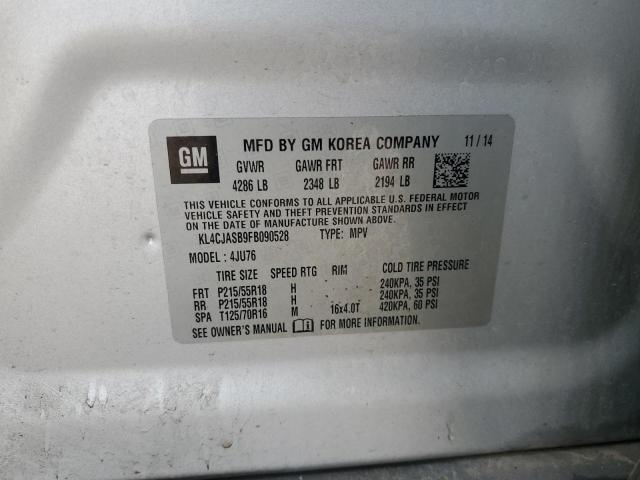 GM
MFD BY GM KOREA COMPANY 11/14
GVWR GAWR FRT GAWR RR
4286 LB 2348 LB 2194 LB
THIS VEHICLE CONFORMS TO ALL APPLICABLE U.S. FEDERAL MOTOR
VEHICLE SAFETY AND THEFT PREVENTION STANDARDS IN EFFECT
ON THE DATE OF MANUFACTURE SHOWN ABOVE.
KL4CJASB9FB090528 TYPE: MPV
MODEL: 4JU76
TIRE SIZE SPEED RTG RIM COLD TIRE PRESSURE
FRT P215/55R18 H 240KPA, 35 PSI
RR P215/55R18 H 240KPA, 35 PSI
SPA T125/70R16 M 16x4.0T 420KPA, 60 PSI
SEE OWNER'S MANUAL FOR MORE INFORMATION.